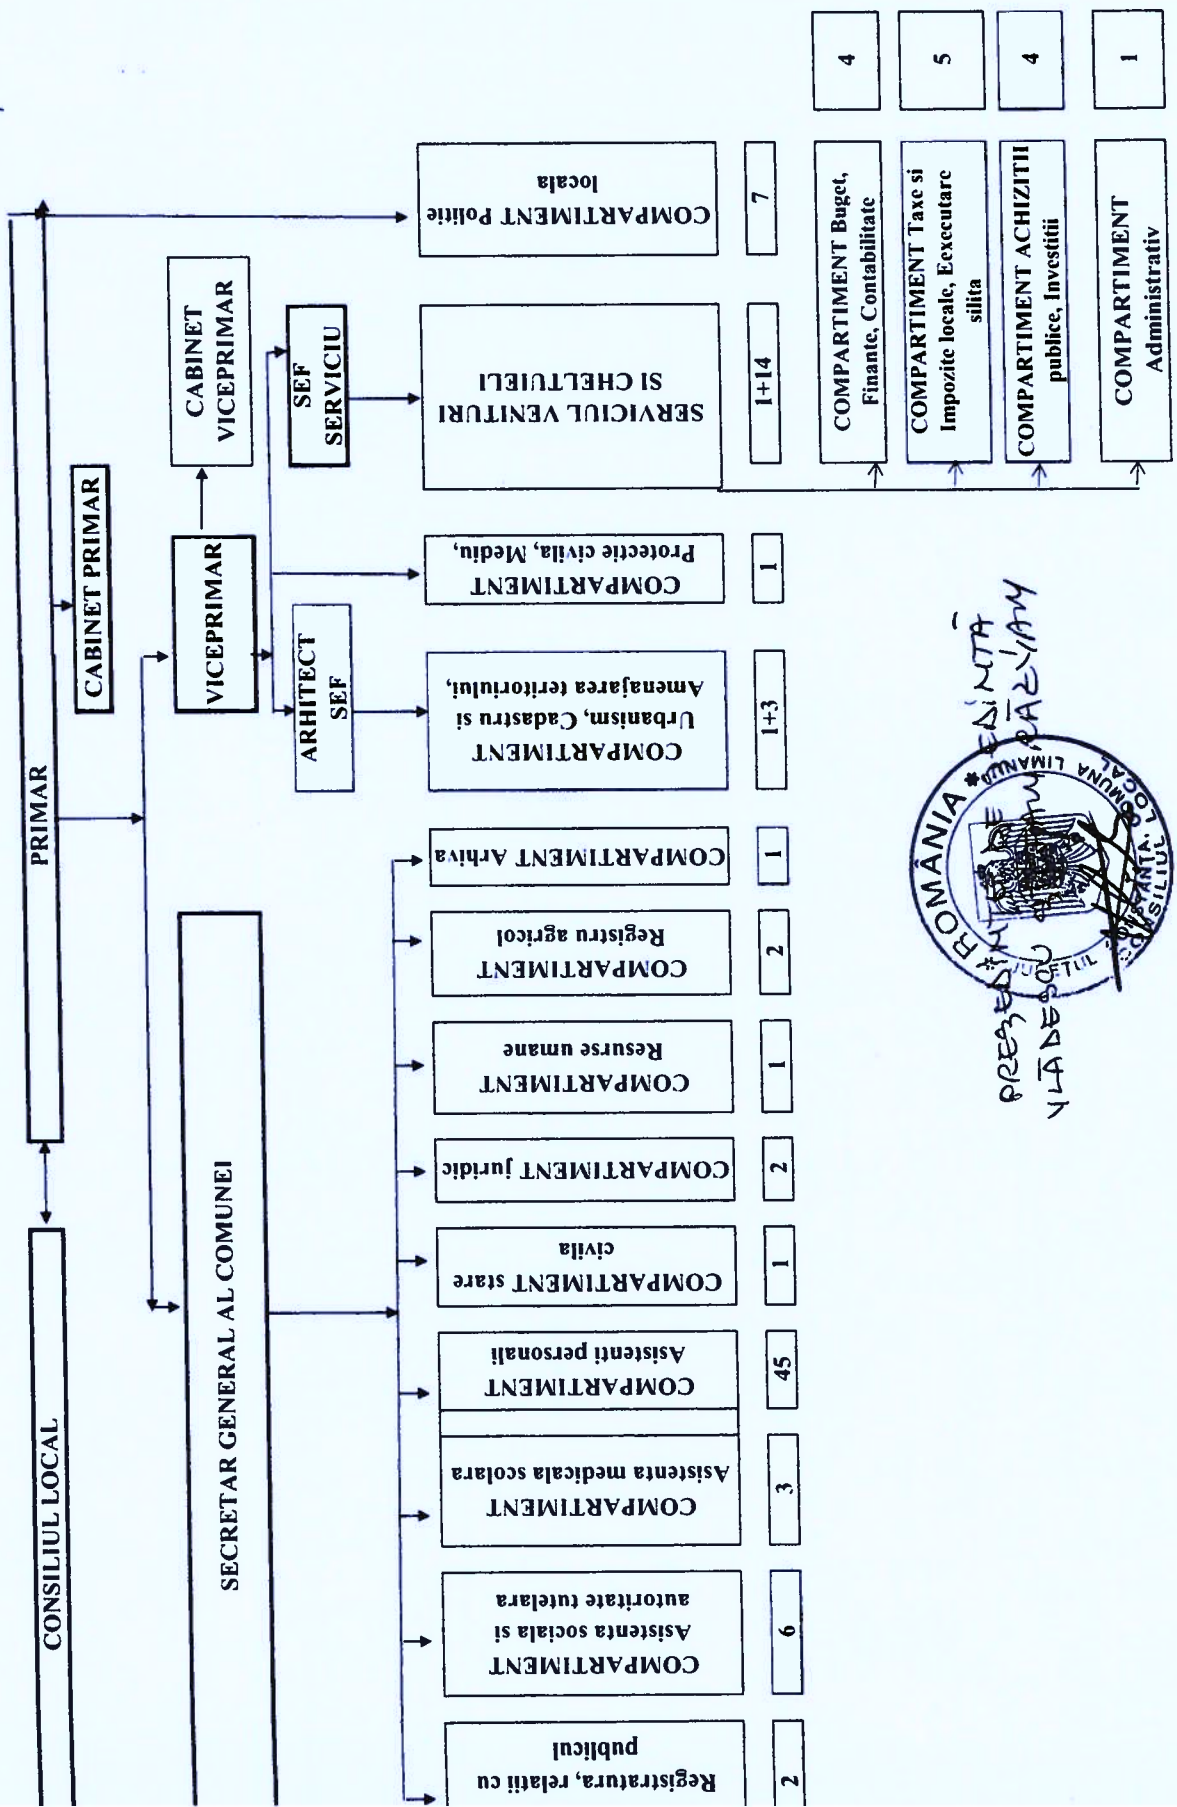 CONSILIUL LOCAL
PRIMAR
CABINET PRIMAR
SECRETAR GENERAL AL COMUNEI
VICEPRIMAR
CABINET
VICEPRIMAR
ARHITECT
SEF
SEF
SERVICIU
Registratura, relatii cu
publicul
2
COMPARTIMENT
Asistenta sociala si
autoritate tutelara
6
COMPARTIMENT
Asistenta medicala scolara
3
COMPARTIMENT
Asistenti personali
45
COMPARTIMENT stare
civila
1
COMPARTIMENT juridic
2
COMPARTIMENT
Resurse umane
1
COMPARTIMENT
Registru agricol
2
COMPARTIMENT Arhiva
1
COMPARTIMENT
Urbanism, Cadastru si
Amenajarea teritoriului,
1+3
COMPARTIMENT
Protectie civila, Mediu,
1
SERVICIUL VENITURI
SI CHELTUIELI
1+14
COMPARTIMENT Politie
locala
7
COMPARTIMENT Buget,
Finante, Contabilitate
4
COMPARTIMENT Taxe si
Impozite locale, Eexecutare
silita
5
COMPARTIMENT ACHIZITII
publice, Investitii
4
COMPARTIMENT
Administrativ
1
ROMÂNIA
JUDEȚUL CONSTANȚA, COMUNA LIMANU
CONSILIUL LOCAL